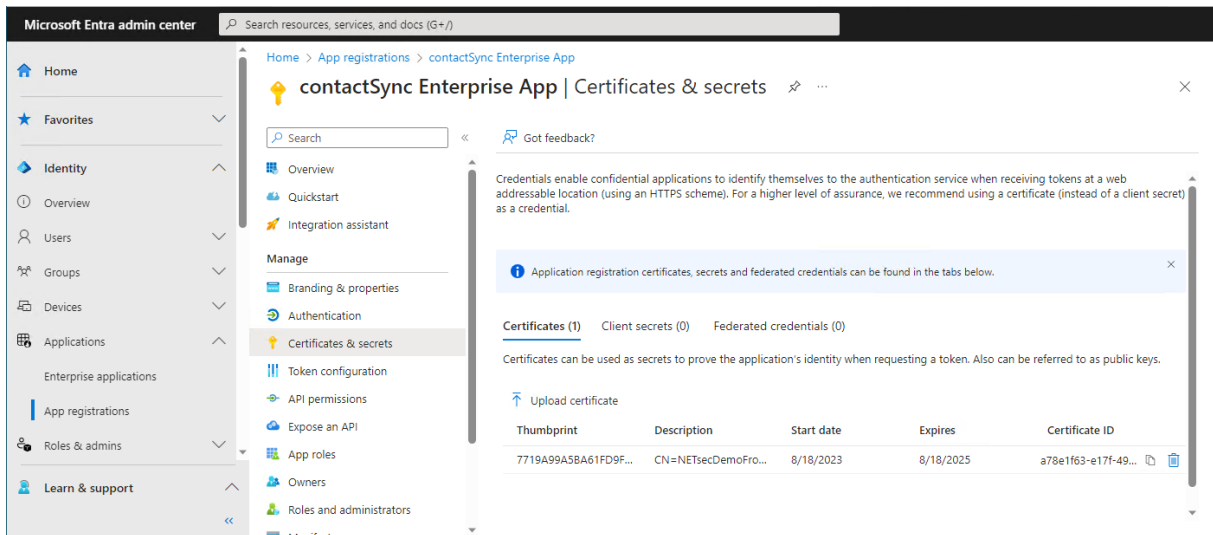 Microsoft Entra admin center
Search resources, services, and docs (G+/)
Home
Favorites
Identity
Overview
Users
Groups
Devices
Applications
Enterprise applications
App registrations
Roles & admins
Learn & support
Home > App registrations > contactSync Enterprise App
contactSync Enterprise App | Certificates & secrets
Search
Overview
Quickstart
Integration assistant
Manage
Branding & properties
Authentication
Certificates & secrets
Token configuration
API permissions
Expose an API
App roles
Owners
Roles and administrators
Got feedback?
Credentials enable confidential applications to identify themselves to the authentication service when receiving tokens at a web
addressable location (using an HTTPS scheme). For a higher level of assurance, we recommend using a certificate (instead of a client secret)
as a credential.
Application registration certificates, secrets and federated credentials can be found in the tabs below.
Certificates (1) Client secrets (0) Federated credentials (0)
Certificates can be used as secrets to prove the application's identity when requesting a token. Also can be referred to as public keys.
Upload certificate
Thumbprint Description Start date Expires Certificate ID
7719A99A5BA61FD9F... CN=NETsecDemoFro... 8/18/2023 8/18/2025 a78e1f63-e17f-49...